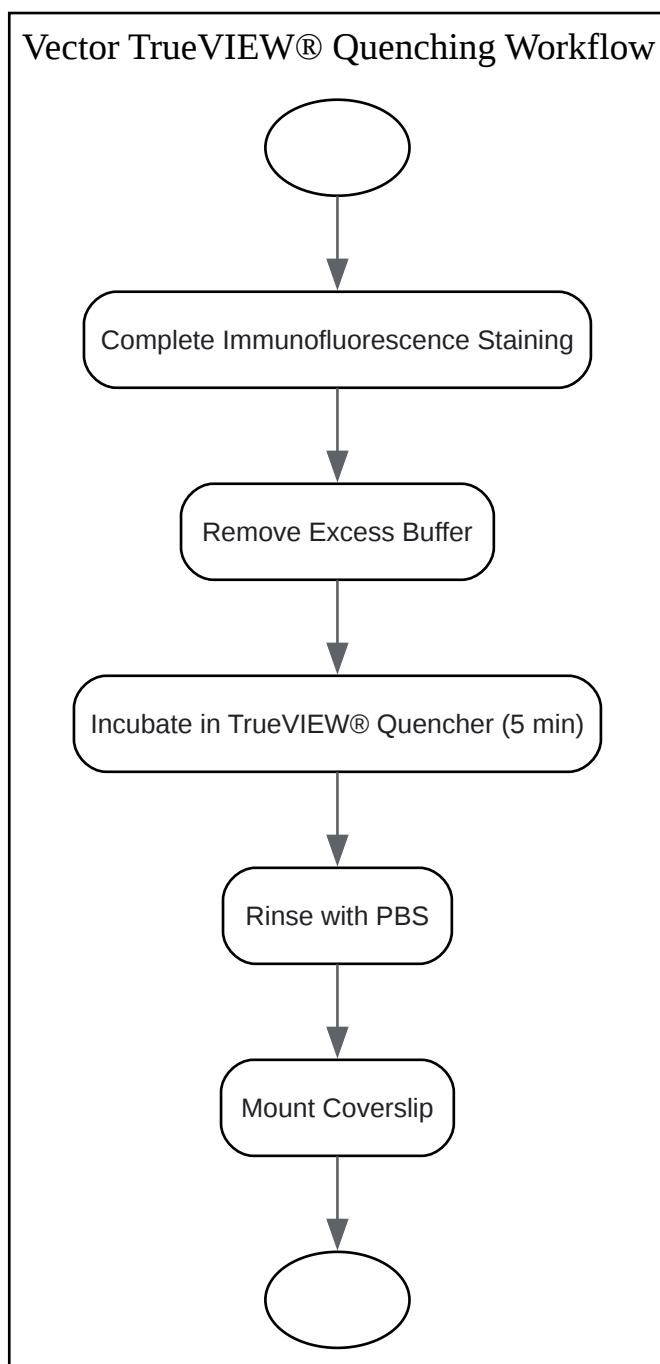 Vector TrueVIEW® Quenching Workflow
Complete Immunofluorescence Staining
Remove Excess Buffer
Incubate in TrueVIEW® Quencher (5 min)
Rinse with PBS
Mount Coverslip